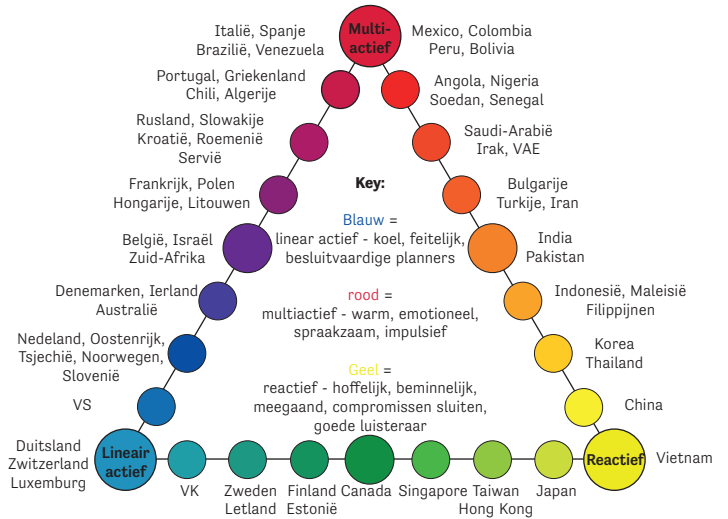 Italië, Spanje
Brazilië, Venezuela
Multi-
actief
Mexico, Colombia
Peru, Bolivia
Portugal, Griekenland
Chili, Algerije
Angola, Nigeria
Soedan, Senegal
Rusland, Slowakije
Kroatië, Roemenië
Servië
Saudi-Arabië
Irak, VAE
Frankrijk, Polen
Hongarije, Litouwen
Key:
Bulgarije
Turkije, Iran
Blauw =
linear actief - koel, feitelijk,
besluitvaardige planners
België, Israël
Zuid-Afrika
India
Pakistan
Denemarken, Ierland
Australië
rood =
multiactief - warm, emotioneel,
spraakzaam, impulsief
Indonesië, Maleisië
Filippijnen
Nedeland, Oostenrijk,
Tsjechië, Noorwegen,
Slovenië
Korea
Thailand
Geel =
reactief - hoffelijk, beminnelijk,
meegaand, compromissen sluiten,
goede luisteraar
VS
China
Duitsland
Zwitzerland
Luxemburg
Lineair
actief
Reactief
Vietnam
VK
Zweden
Letland
Finland
Estonië
Canada
Singapore
Taiwan
Hong Kong
Japan